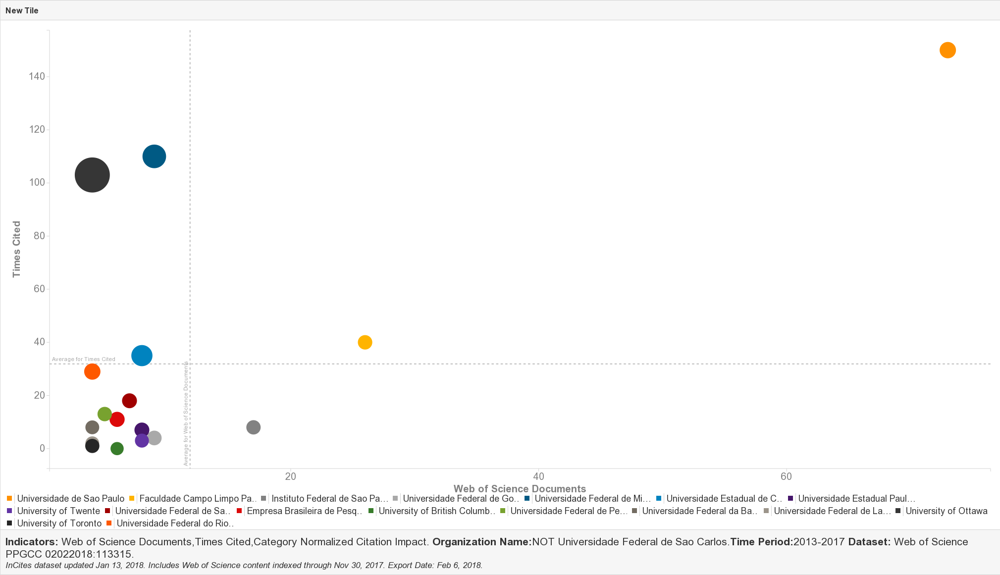 New Tile
140
120
100
80
60
40
20
0
Times Cited
Average for Times Cited
Average for Web of Science Documents
20 40 60
Web of Science Documents
Universidade de Sao Paulo Faculdade Campo Limpo Pa.. Instituto Federal de Sao Pa... Universidade Federal de Go.. Universidade Federal de Mi... Universidade Estadual de C.. Universidade Estadual Paul...
University of Twente Universidade Federal de Sa.. Empresa Brasileira de Pesq.. University of British Columb.. Universidade Federal de Pe... Universidade Federal da Ba.. Universidade Federal de La... University of Ottawa
University of Toronto Universidade Federal do Rio..
Indicators: Web of Science Documents,Times Cited,Category Normalized Citation Impact. Organization Name:NOT Universidade Federal de Sao Carlos.Time Period:2013-2017 Dataset: Web of Science
PPGCC 02022018:113315.
InCites dataset updated Jan 13, 2018. Includes Web of Science content indexed through Nov 30, 2017. Export Date: Feb 6, 2018.